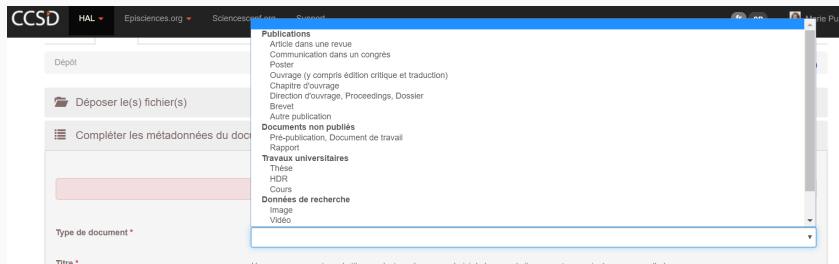 CCSD HAL Episciences.org Sciencesconf.org Support fr en
Publications
Article dans une revue
Communication dans un congrès
Poster
Ouvrage (y compris édition critique et traduction)
Chapitre d'ouvrage
Direction d'ouvrage, Proceedings, Dossier
Brevet
Autre publication
Documents non publiés
Pré-publication, Document de travail
Rapport
Travaux universitaires
Thèse
HDR
Cours
Données de recherche
Image
Vidéo
Dépôt
Déposer le(s) fichier(s)
Compléter les métadonnées du docu
Type de document *
Titre *